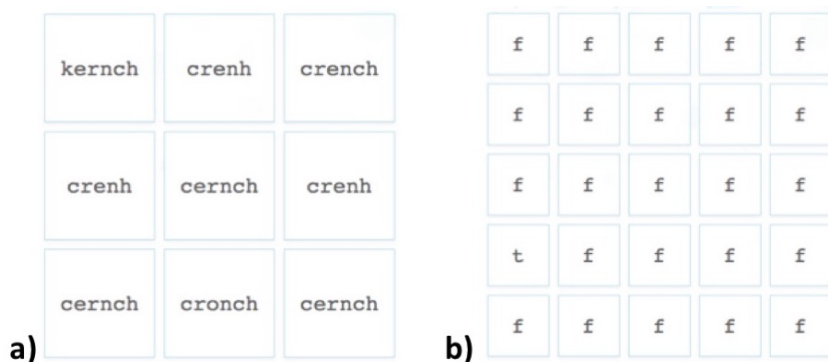 kernch crenh crench
crenh cernch crenh
cernch cronch cernch
a)
f f f f f
f f f f f
f f f f f
t f f f f
f f f f f
b)